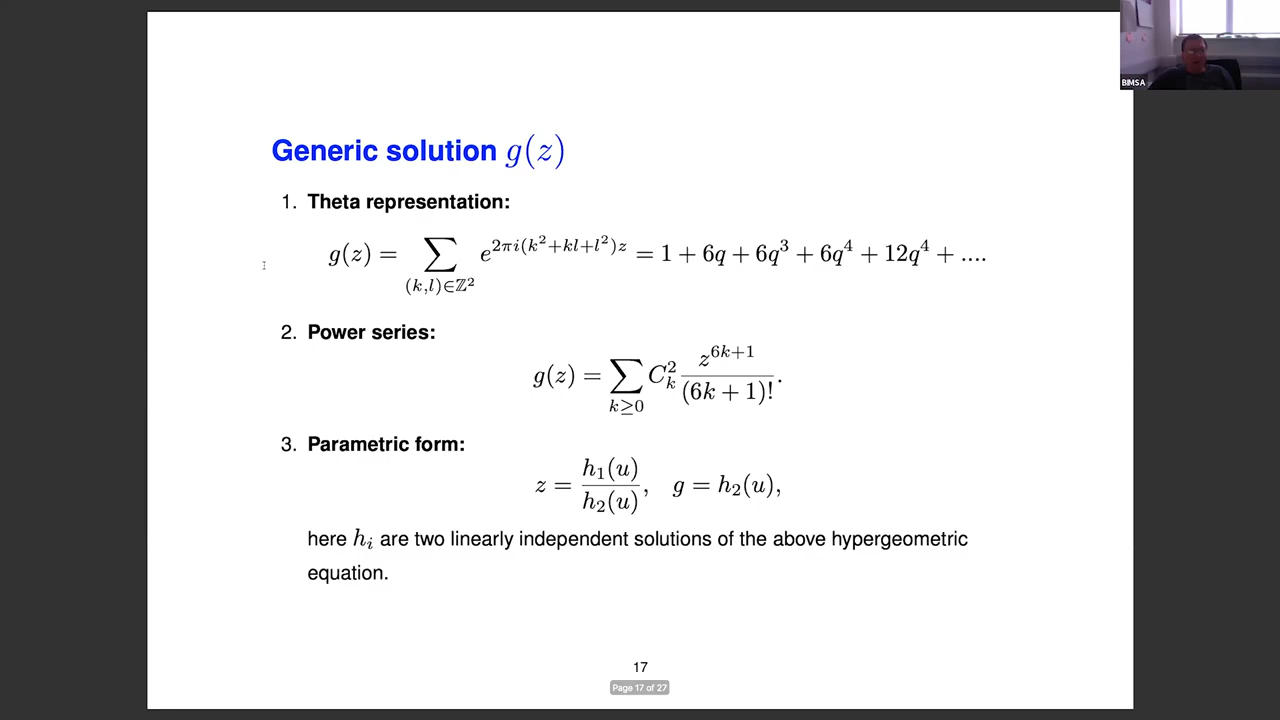 BIMSA
Generic solution g(z)
1. Theta representation:
g(z) = ∑_{(k,l)∈ℤ²} e^{2πi(k²+kl+l²)z} = 1 + 6q + 6q³ + 6q⁴ + 12q⁴ + ....
2. Power series:
g(z) = ∑_{k≥0} C_k² z^{6k+1}/(6k + 1)!.
3. Parametric form:
z = h₁(u)/h₂(u), g = h₂(u),
here hᵢ are two linearly independent solutions of the above hypergeometric
equation.
17
Page 17 of 27